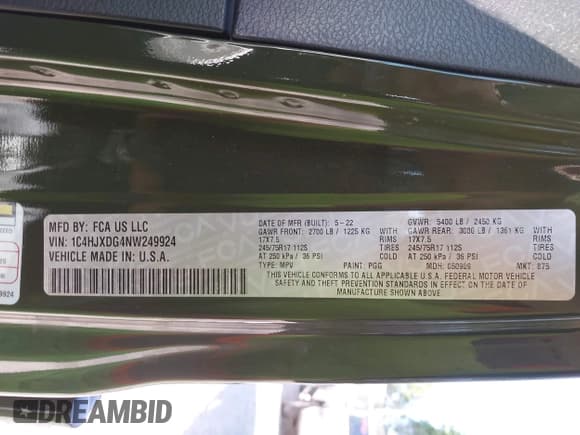 MFD BY: FCA US LLC
VIN: 1C4HJXDG4NW249924
VEHICLE MADE IN: U.S.A.
DATE OF MFR (BUILT): 5-22
GVWR: 5400 LB / 2450 KG
GAWR FRONT: 2700 LB / 1225 KG
GAWR REAR: 3000 LB / 1361 KG
17X7.5
17X7.5
245/75R17 112S TIRES
245/75R17 112S TIRES
AT 250 kPa / 36 PSI COLD
AT 250 kPa / 36 PSI COLD
TYPE: MPV PAINT: PGG MDH: 050909 MKT: 875
THIS VEHICLE CONFORMS TO ALL APPLICABLE U.S.A. FEDERAL MOTOR VEHICLE
SAFETY AND THEFT PREVENTION STANDARDS IN EFFECT ON THE DATE OF
MANUFACTURE SHOWN ABOVE.
9924
DREAMBID